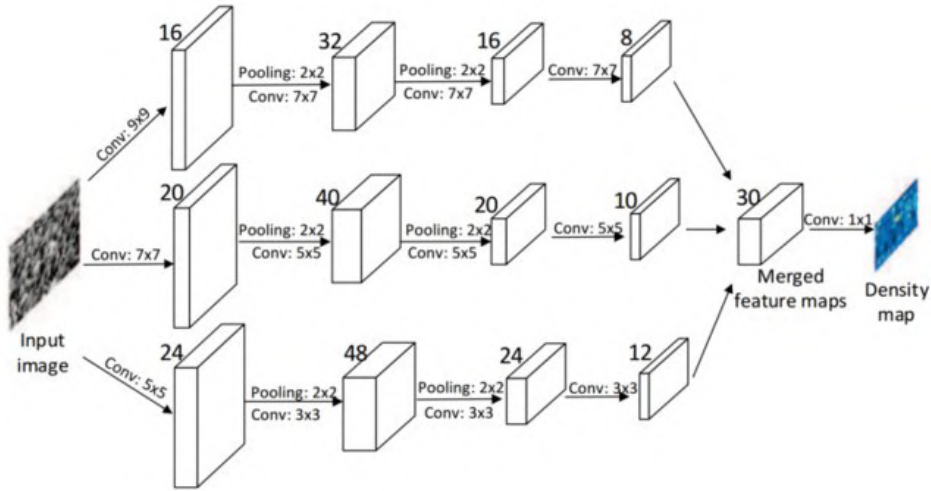 16
Pooling: 2x2
Conv: 7x7
32
Pooling: 2x2
Conv: 7x7
16
Conv: 7x7
8
Conv: 9x9
20
Pooling: 2x2
Conv: 5x5
40
Pooling: 2x2
Conv: 5x5
20
Conv: 5x5
10
30
Conv: 1x1
Conv: 7x7
Merged
feature maps
Density
map
Input
image
Conv: 5x5
24
Pooling: 2x2
Conv: 3x3
48
Pooling: 2x2
Conv: 3x3
24
Conv: 3x3
12